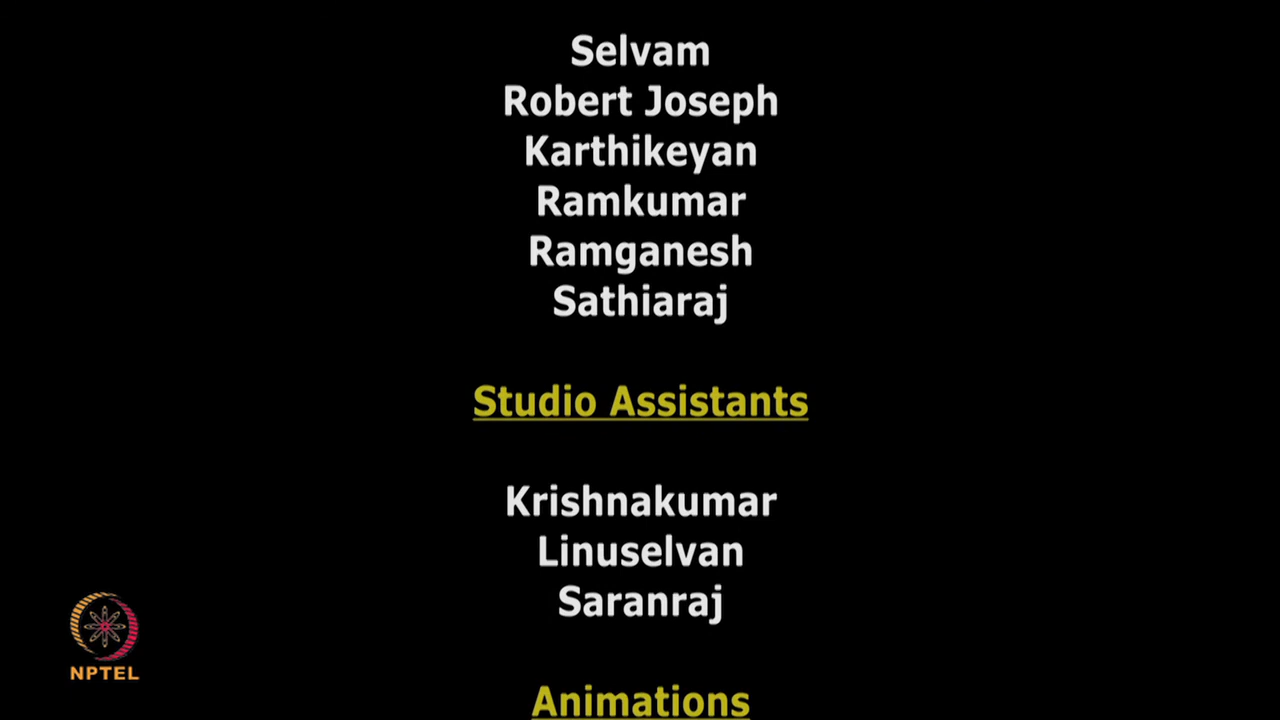 Selvam
Robert Joseph
Karthikeyan
Ramkumar
Ramganesh
Sathiaraj
Studio Assistants
Krishnakumar
Linuselvan
Saranraj
NPTEL
Animations